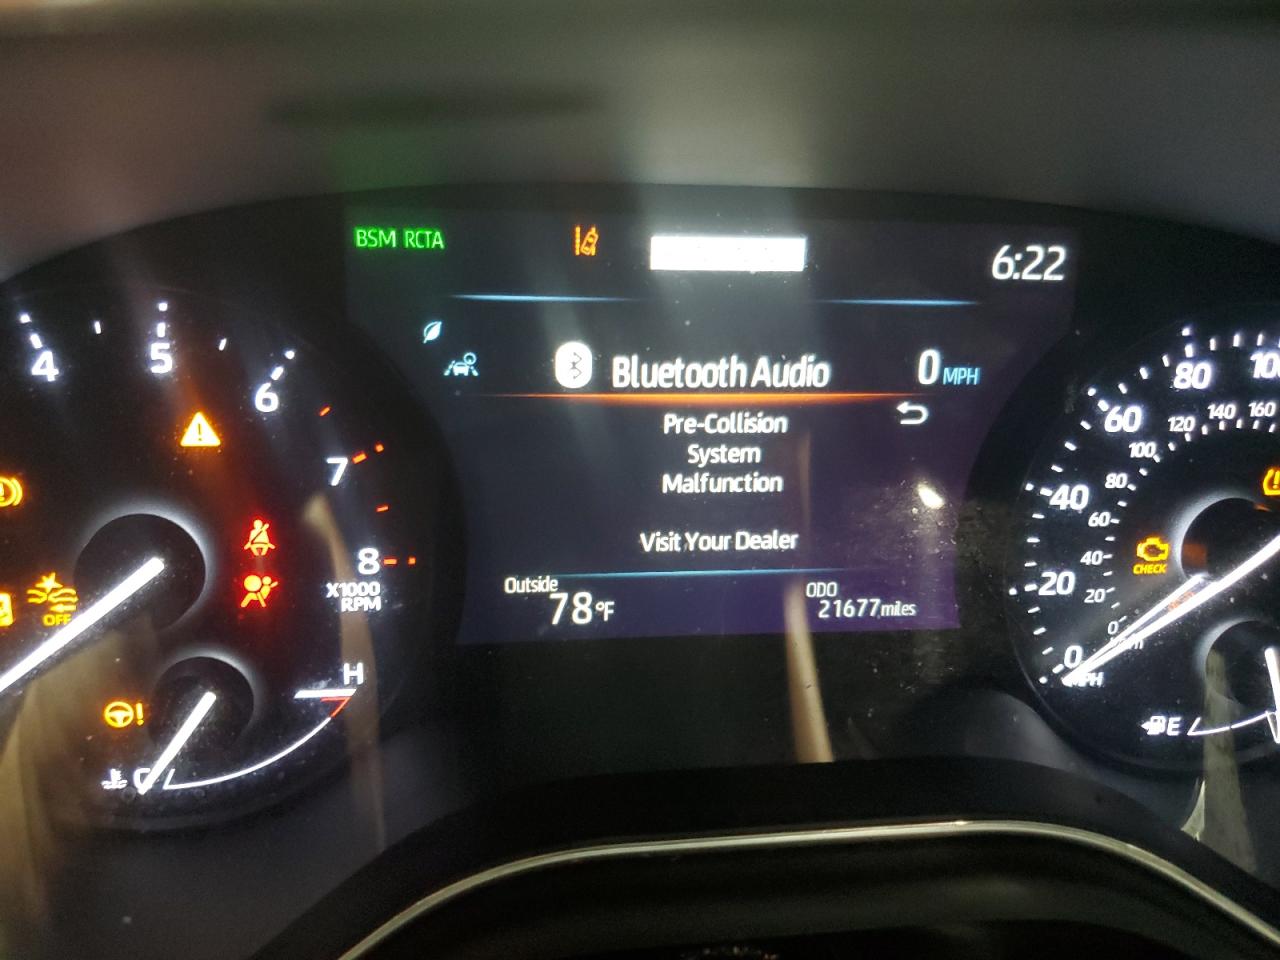 BSM RCTA
6:22
Bluetooth Audio
0 MPH
Pre-Collision
System
Malfunction
Visit Your Dealer
Outside
78°F
ODO
21677 miles
4
5
6
7
8
X1000
RPM
OFF
H
C
80
100
60
40
20
0
MPH
160
140
120
100
80
60
40
20
0
CHECK
E